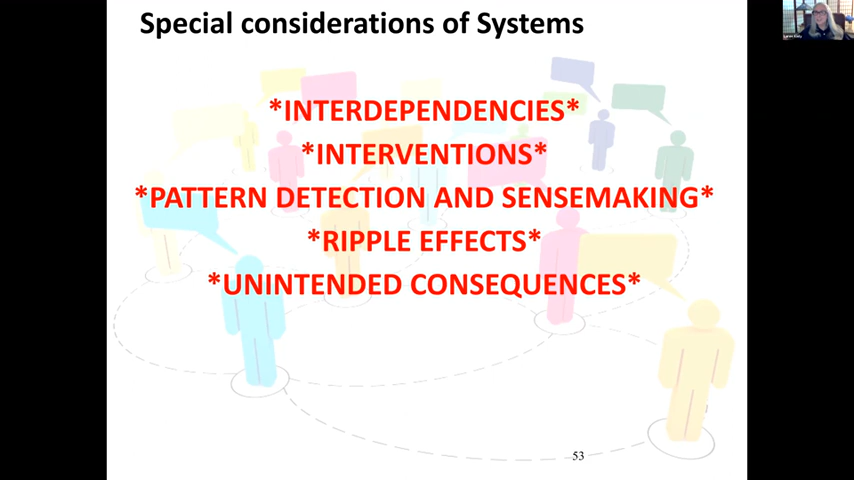 Special considerations of Systems
*INTERDEPENDENCIES*
*INTERVENTIONS*
*PATTERN DETECTION AND SENSEMAKING*
*RIPPLE EFFECTS*
*UNINTENDED CONSEQUENCES*
53